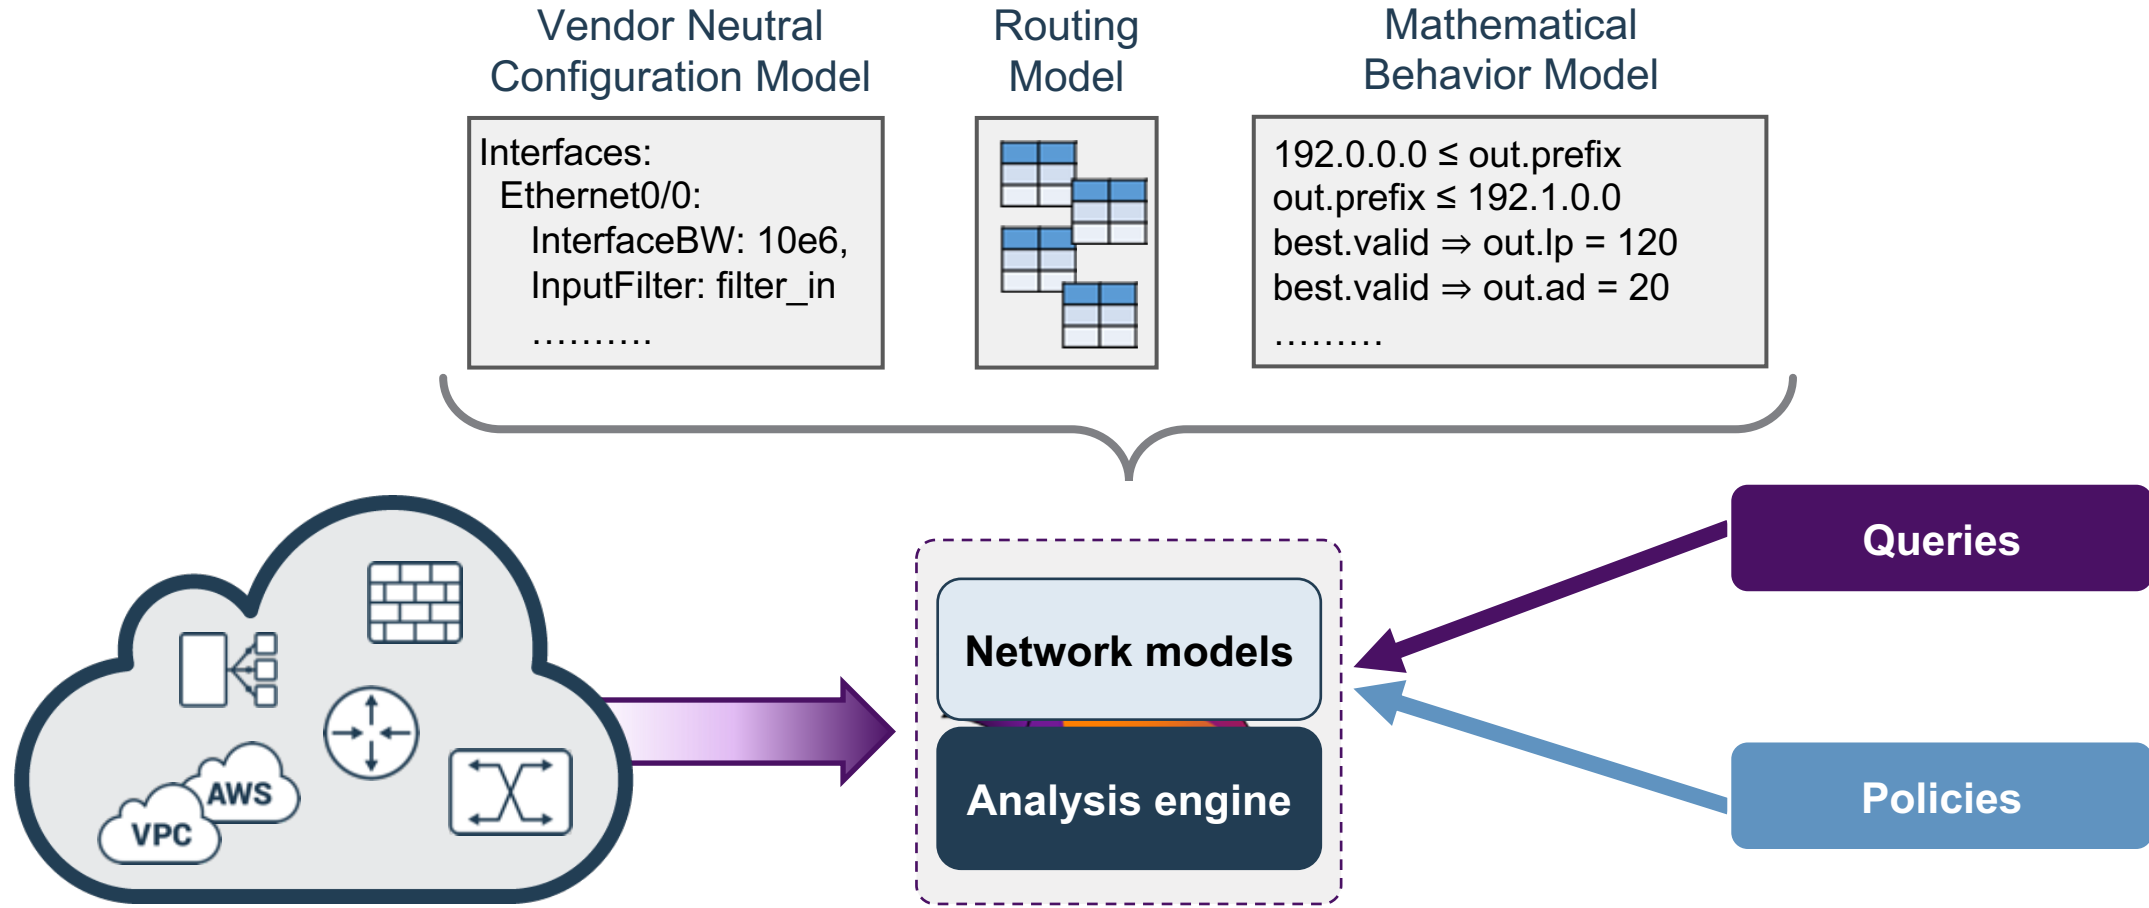 Vendor Neutral
Configuration Model
Routing
Model
Mathematical
Behavior Model
Interfaces:
Ethernet0/0:
InterfaceBW: 10e6,
InputFilter: filter_in
……….
192.0.0.0 ≤ out.prefix
out.prefix ≤ 192.1.0.0
best.valid ⇒ out.lp = 120
best.valid ⇒ out.ad = 20
………
AWS
VPC
Network models
Analysis engine
Queries
Policies